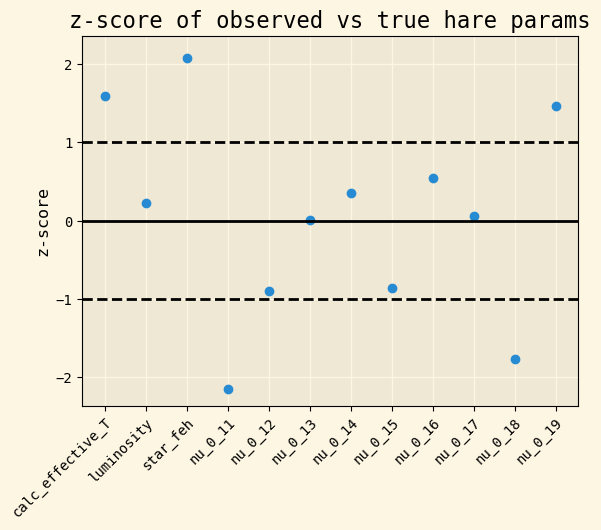 z-score of observed vs true hare params
z-score
2
1
0
−1
−2
calc_effective_T
luminosity
star_feh
nu_0_11
nu_0_12
nu_0_13
nu_0_14
nu_0_15
nu_0_16
nu_0_17
nu_0_18
nu_0_19